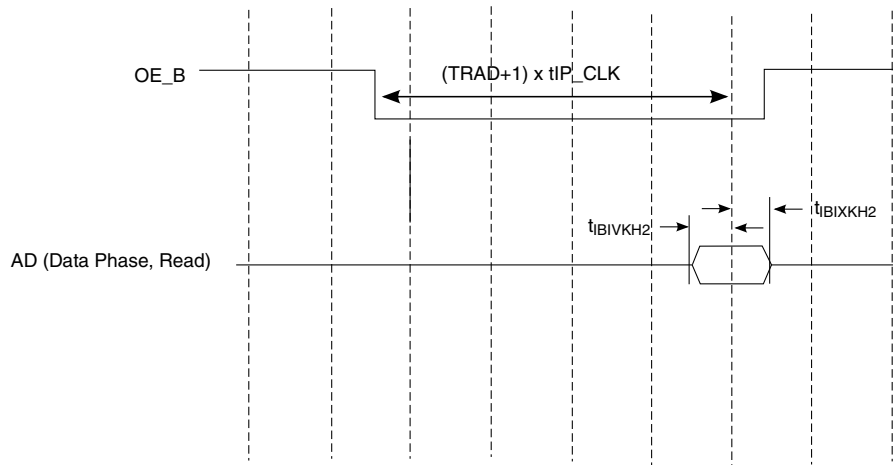 (TRAD+1) x tIP_CLK
OE_B
tIBIVKH2
tIBIXKH2
AD (Data Phase, Read)